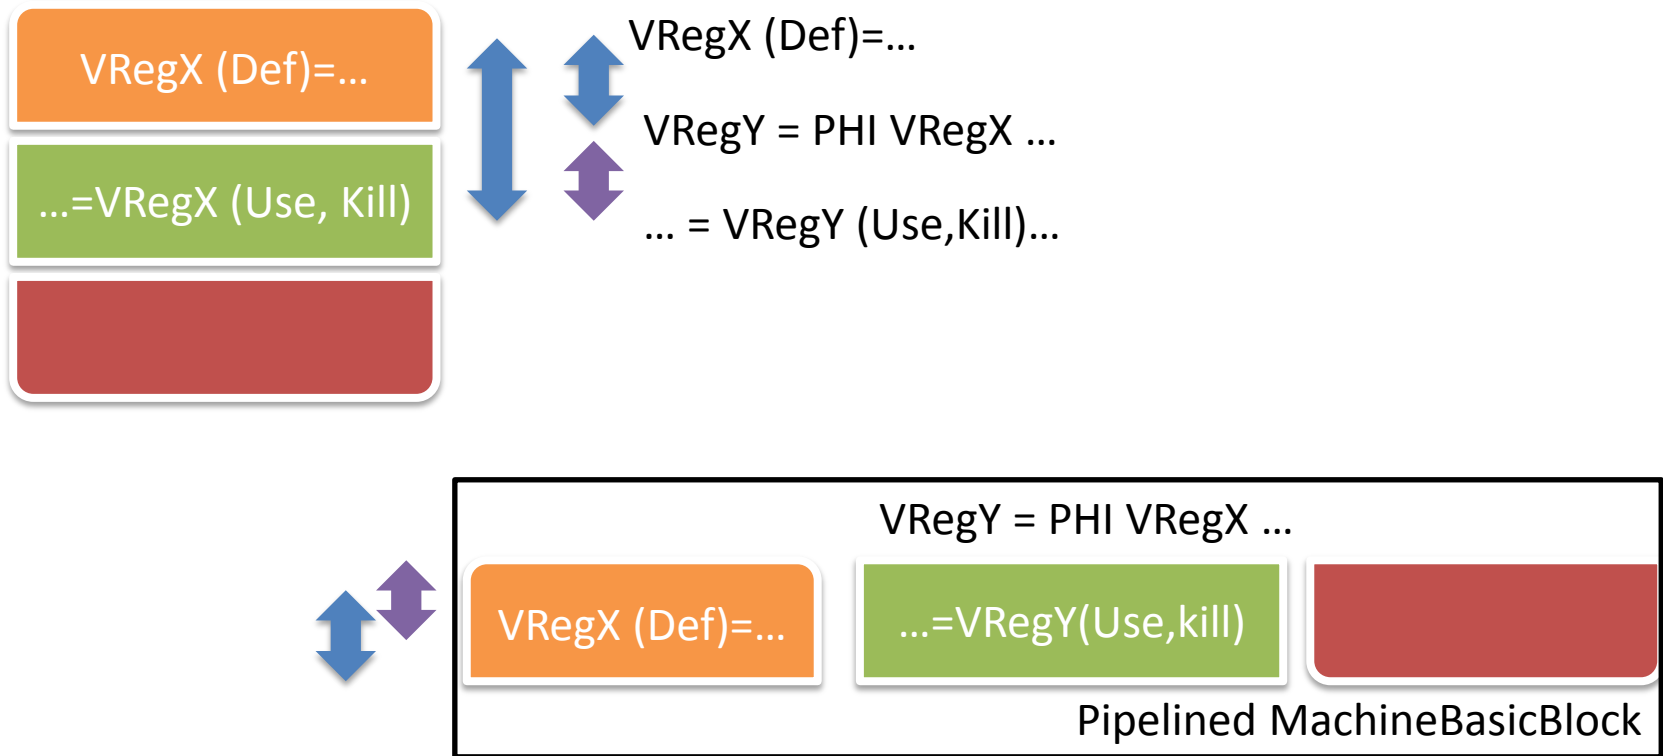 VRegX (Def)=…
…=VRegX (Use, Kill)
VRegX (Def)=…
VRegY = PHI VRegX …
… = VRegY (Use,Kill)…
VRegY = PHI VRegX …
VRegX (Def)=…
…=VRegY(Use,kill)
Pipelined MachineBasicBlock